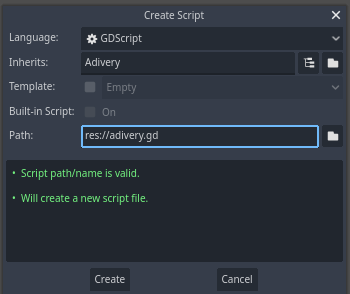 Create Script
Language: GDScript
Inherits: Adivery
Template: Empty
Built-in Script: On
Path: res://adivery.gd
• Script path/name is valid.
• Will create a new script file.
Create Cancel